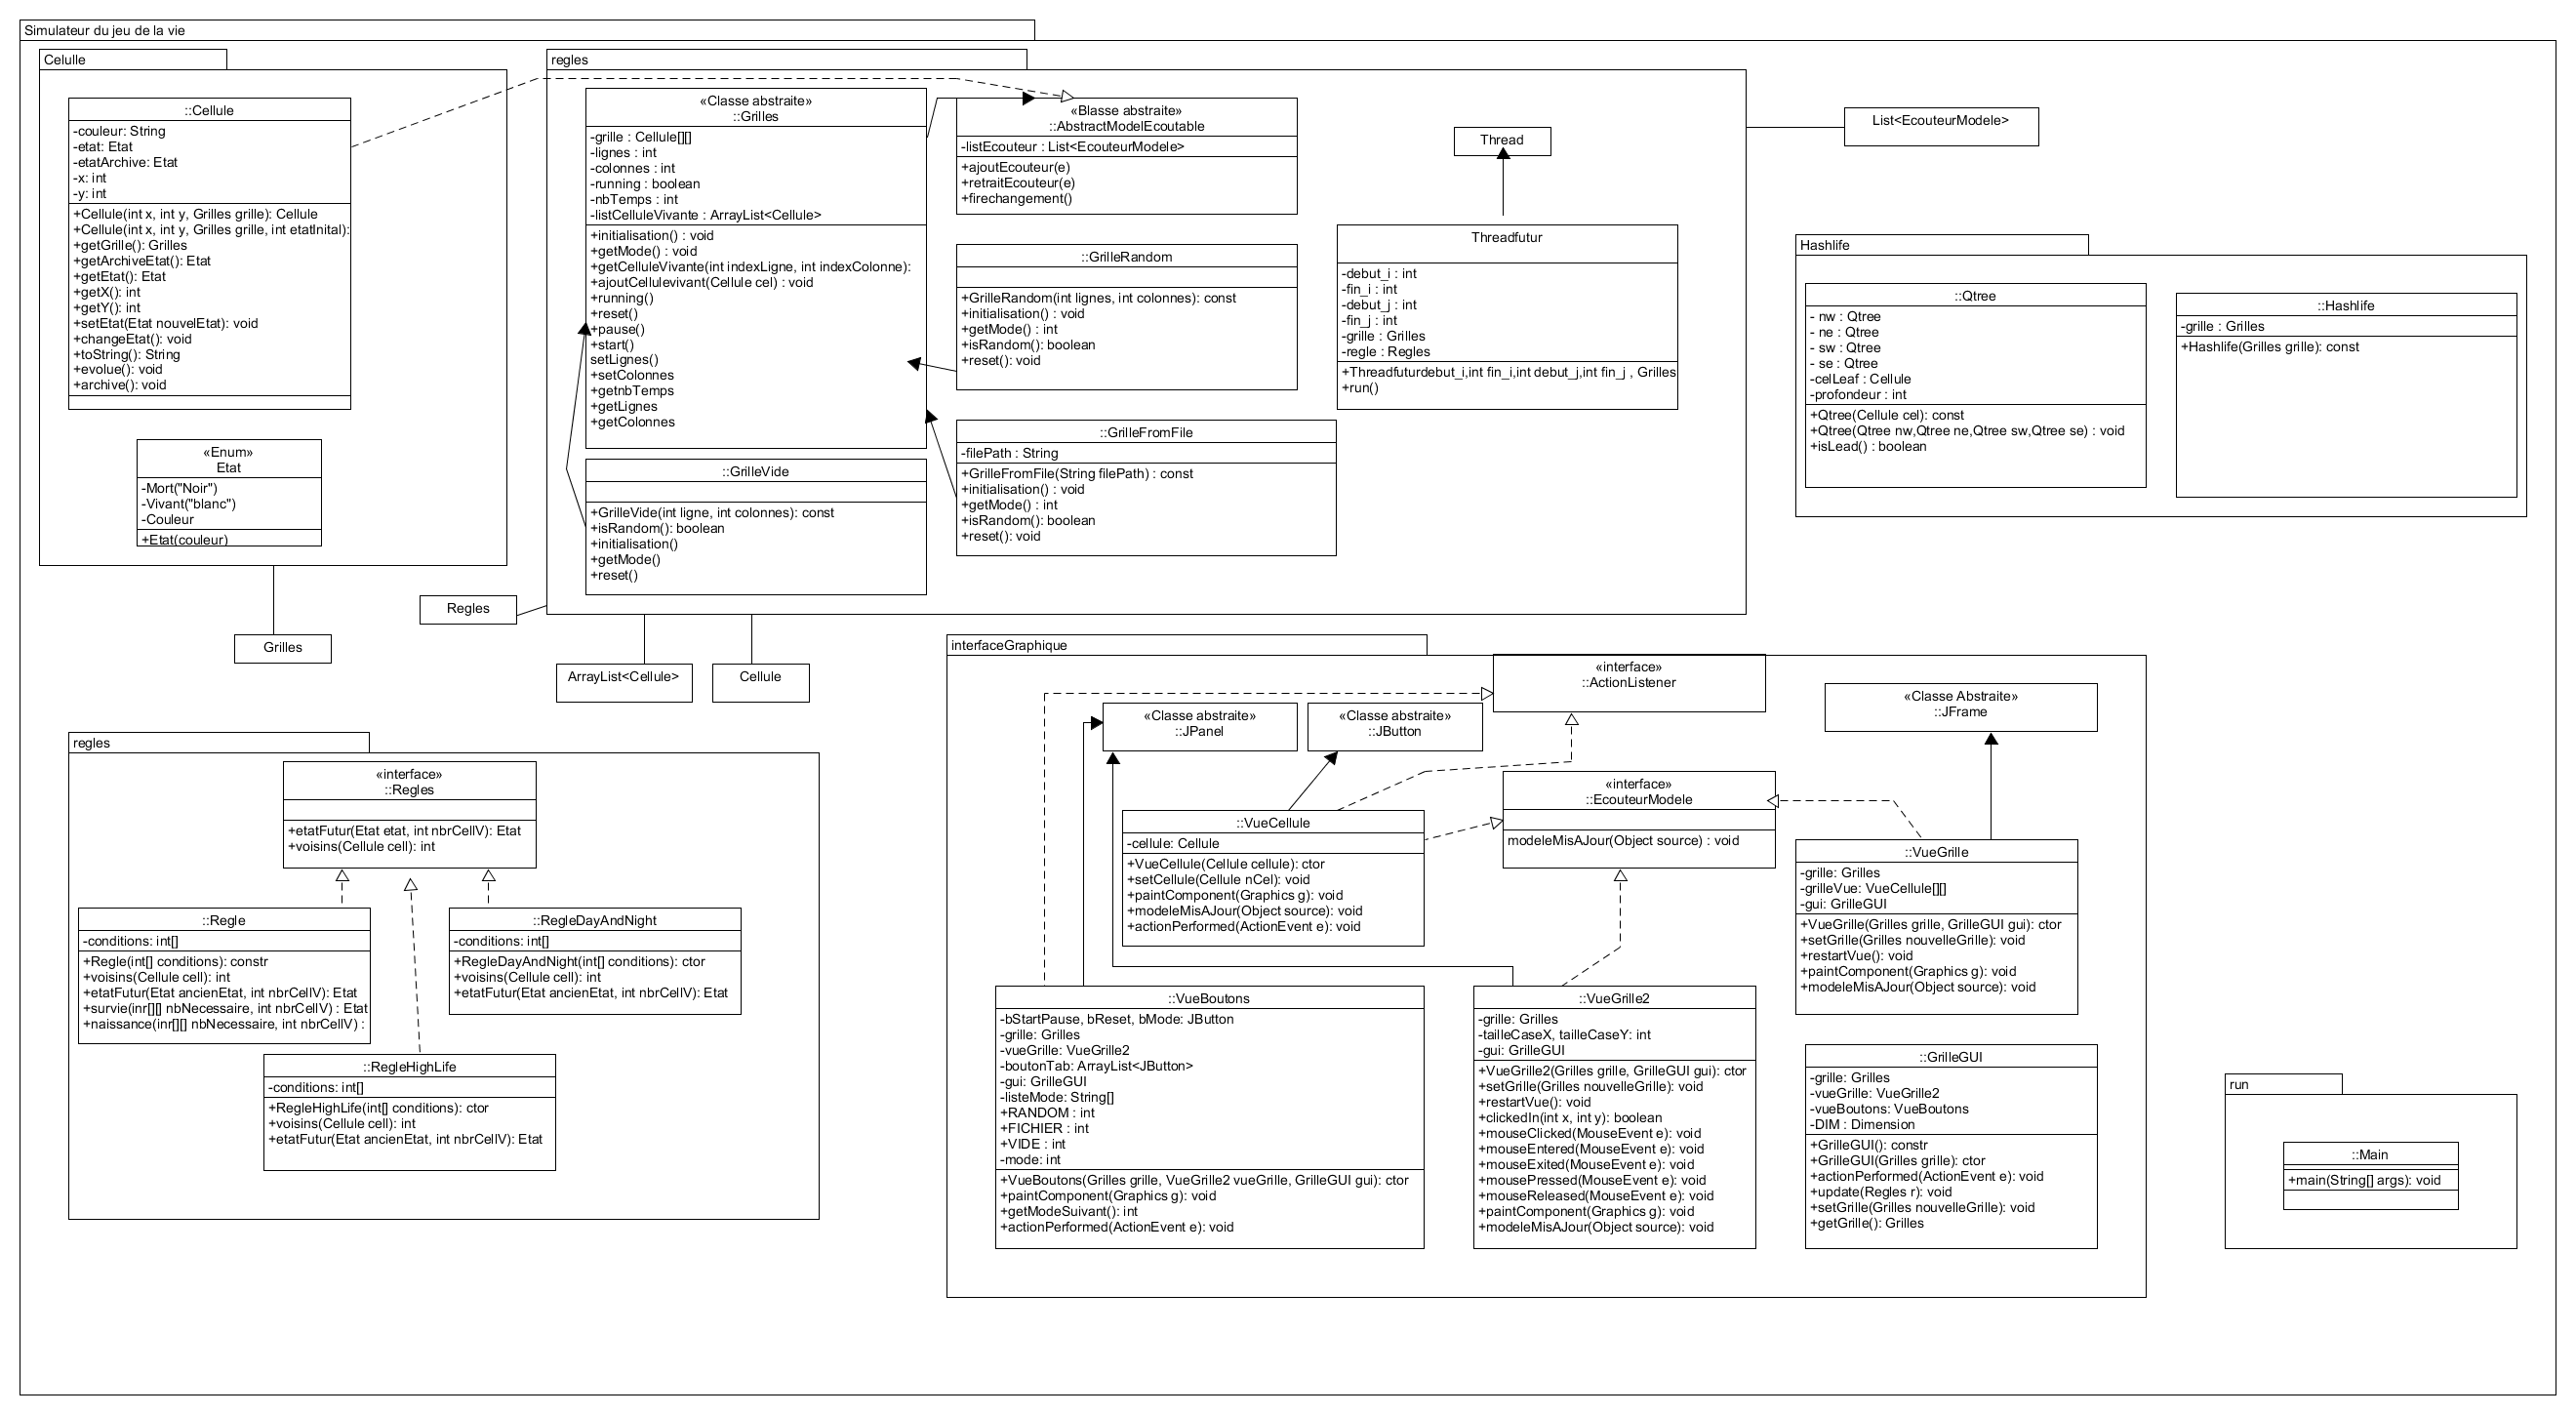 Simulateur du jeu de la vie
Celulle
::Cellule
-couleur: String
-etat: Etat
-etatArchive: Etat
-x: int
-y: int
+Cellule(int x, int y, Grilles grille): Cellule
+Cellule(int x, int y, Grilles grille, int etatInital):
+getGrille(): Grilles
+getArchiveEtat(): Etat
+getEtat(): Etat
+getX(): int
+getY(): int
+setEtat(Etat nouvelEtat): void
+changeEtat(): void
+toString(): String
+evolue(): void
+archive(): void
«Enum»
Etat
-Mort("Noir")
-Vivant("blanc")
-Couleur
+Etat(couleur)
Grilles
regles
«Classe abstraite»
::Grilles
-grille : Cellule[][]
-lignes : int
-colonnes : int
-running : boolean
-nbTemps : int
-listCelluleVivante : ArrayList<Cellule>
+initialisation() : void
+getMode() : void
+getCelluleVivante(int indexLigne, int indexColonne):
+ajoutCellulevivant(Cellule cel) : void
+running()
+reset()
+pause()
+start()
setLignes()
+setColonnes
+getnbTemps
+getLignes
+getColonnes
::GrilleVide
+GrilleVide(int ligne, int colonnes): const
+isRandom(): boolean
+initialisation()
+getMode()
+reset()
«Blasse abstraite»
::AbstractModelEcoutable
-listEcouteur : List<EcouteurModele>
+ajoutEcouteur(e)
+retraitEcouteur(e)
+firechangement()
::GrilleRandom
+GrilleRandom(int lignes, int colonnes): const
+initialisation() : void
+getMode() : int
+isRandom(): boolean
+reset(): void
::GrilleFromFile
-filePath : String
+GrilleFromFile(String filePath) : const
+initialisation() : void
+getMode() : int
+isRandom(): boolean
+reset(): void
Thread
Threadfutur
-debut_i : int
-fin_i : int
-debut_j : int
-fin_j : int
-grille : Grilles
-regle : Regles
+Threadfuturdebut_i,int fin_i,int debut_j,int fin_j , Grilles
+run()
List<EcouteurModele>
Regles
ArrayList<Cellule>
Cellule
Hashlife
::Qtree
- nw : Qtree
- ne : Qtree
- sw : Qtree
- se : Qtree
-celLeaf : Cellule
-profondeur : int
+Qtree(Cellule cel): const
+Qtree(Qtree nw,Qtree ne,Qtree sw,Qtree se) : void
+isLead() : boolean
::Hashlife
-grille : Grilles
+Hashlife(Grilles grille): const
regles
«interface»
::Regles
+etatFutur(Etat etat, int nbrCellV): Etat
+voisins(Cellule cell): int
::Regle
-conditions: int[]
+Regle(int[] conditions): constr
+voisins(Cellule cell): int
+etatFutur(Etat ancienEtat, int nbrCellV): Etat
+survie(inr[][] nbNecessaire, int nbrCellV) : Etat
+naissance(inr[][] nbNecessaire, int nbrCellV) :
::RegleDayAndNight
-conditions: int[]
+RegleDayAndNight(int[] conditions): ctor
+voisins(Cellule cell): int
+etatFutur(Etat ancienEtat, int nbrCellV): Etat
::RegleHighLife
-conditions: int[]
+RegleHighLife(int[] conditions): ctor
+voisins(Cellule cell): int
+etatFutur(Etat ancienEtat, int nbrCellV): Etat
interfaceGraphique
«interface»
::ActionListener
«Classe abstraite»
::JPanel
«Classe abstraite»
::JButton
«Classe Abstraite»
::JFrame
«interface»
::EcouteurModele
modeleMisAJour(Object source) : void
::VueCellule
-cellule: Cellule
+VueCellule(Cellule cellule): ctor
+setCellule(Cellule nCel): void
+paintComponent(Graphics g): void
+modeleMisAJour(Object source): void
+actionPerformed(ActionEvent e): void
::VueGrille
-grille: Grilles
-grilleVue: VueCellule[][]
-gui: GrilleGUI
+VueGrille(Grilles grille, GrilleGUI gui): ctor
+setGrille(Grilles nouvelleGrille): void
+restartVue(): void
+paintComponent(Graphics g): void
+modeleMisAJour(Object source): void
::VueBoutons
-bStartPause, bReset, bMode: JButton
-grille: Grilles
-vueGrille: VueGrille2
-boutonTab: ArrayList<JButton>
-gui: GrilleGUI
-listeMode: String[]
+RANDOM : int
+FICHIER : int
+VIDE : int
-mode: int
+VueBoutons(Grilles grille, VueGrille2 vueGrille, GrilleGUI gui): ctor
+paintComponent(Graphics g): void
+getModeSuivant(): int
+actionPerformed(ActionEvent e): void
::VueGrille2
-grille: Grilles
-tailleCaseX, tailleCaseY: int
-gui: GrilleGUI
+VueGrille2(Grilles grille, GrilleGUI gui): ctor
+setGrille(Grilles nouvelleGrille): void
+restartVue(): void
+clickedIn(int x, int y): boolean
+mouseClicked(MouseEvent e): void
+mouseEntered(MouseEvent e): void
+mouseExited(MouseEvent e): void
+mousePressed(MouseEvent e): void
+mouseReleased(MouseEvent e): void
+paintComponent(Graphics g): void
+modeleMisAJour(Object source): void
::GrilleGUI
-grille: Grilles
-vueGrille: VueGrille2
-vueBoutons: VueBoutons
-DIM : Dimension
+GrilleGUI(): constr
+GrilleGUI(Grilles grille): ctor
+actionPerformed(ActionEvent e): void
+update(Regles r): void
+setGrille(Grilles nouvelleGrille): void
+getGrille(): Grilles
run
::Main
+main(String[] args): void